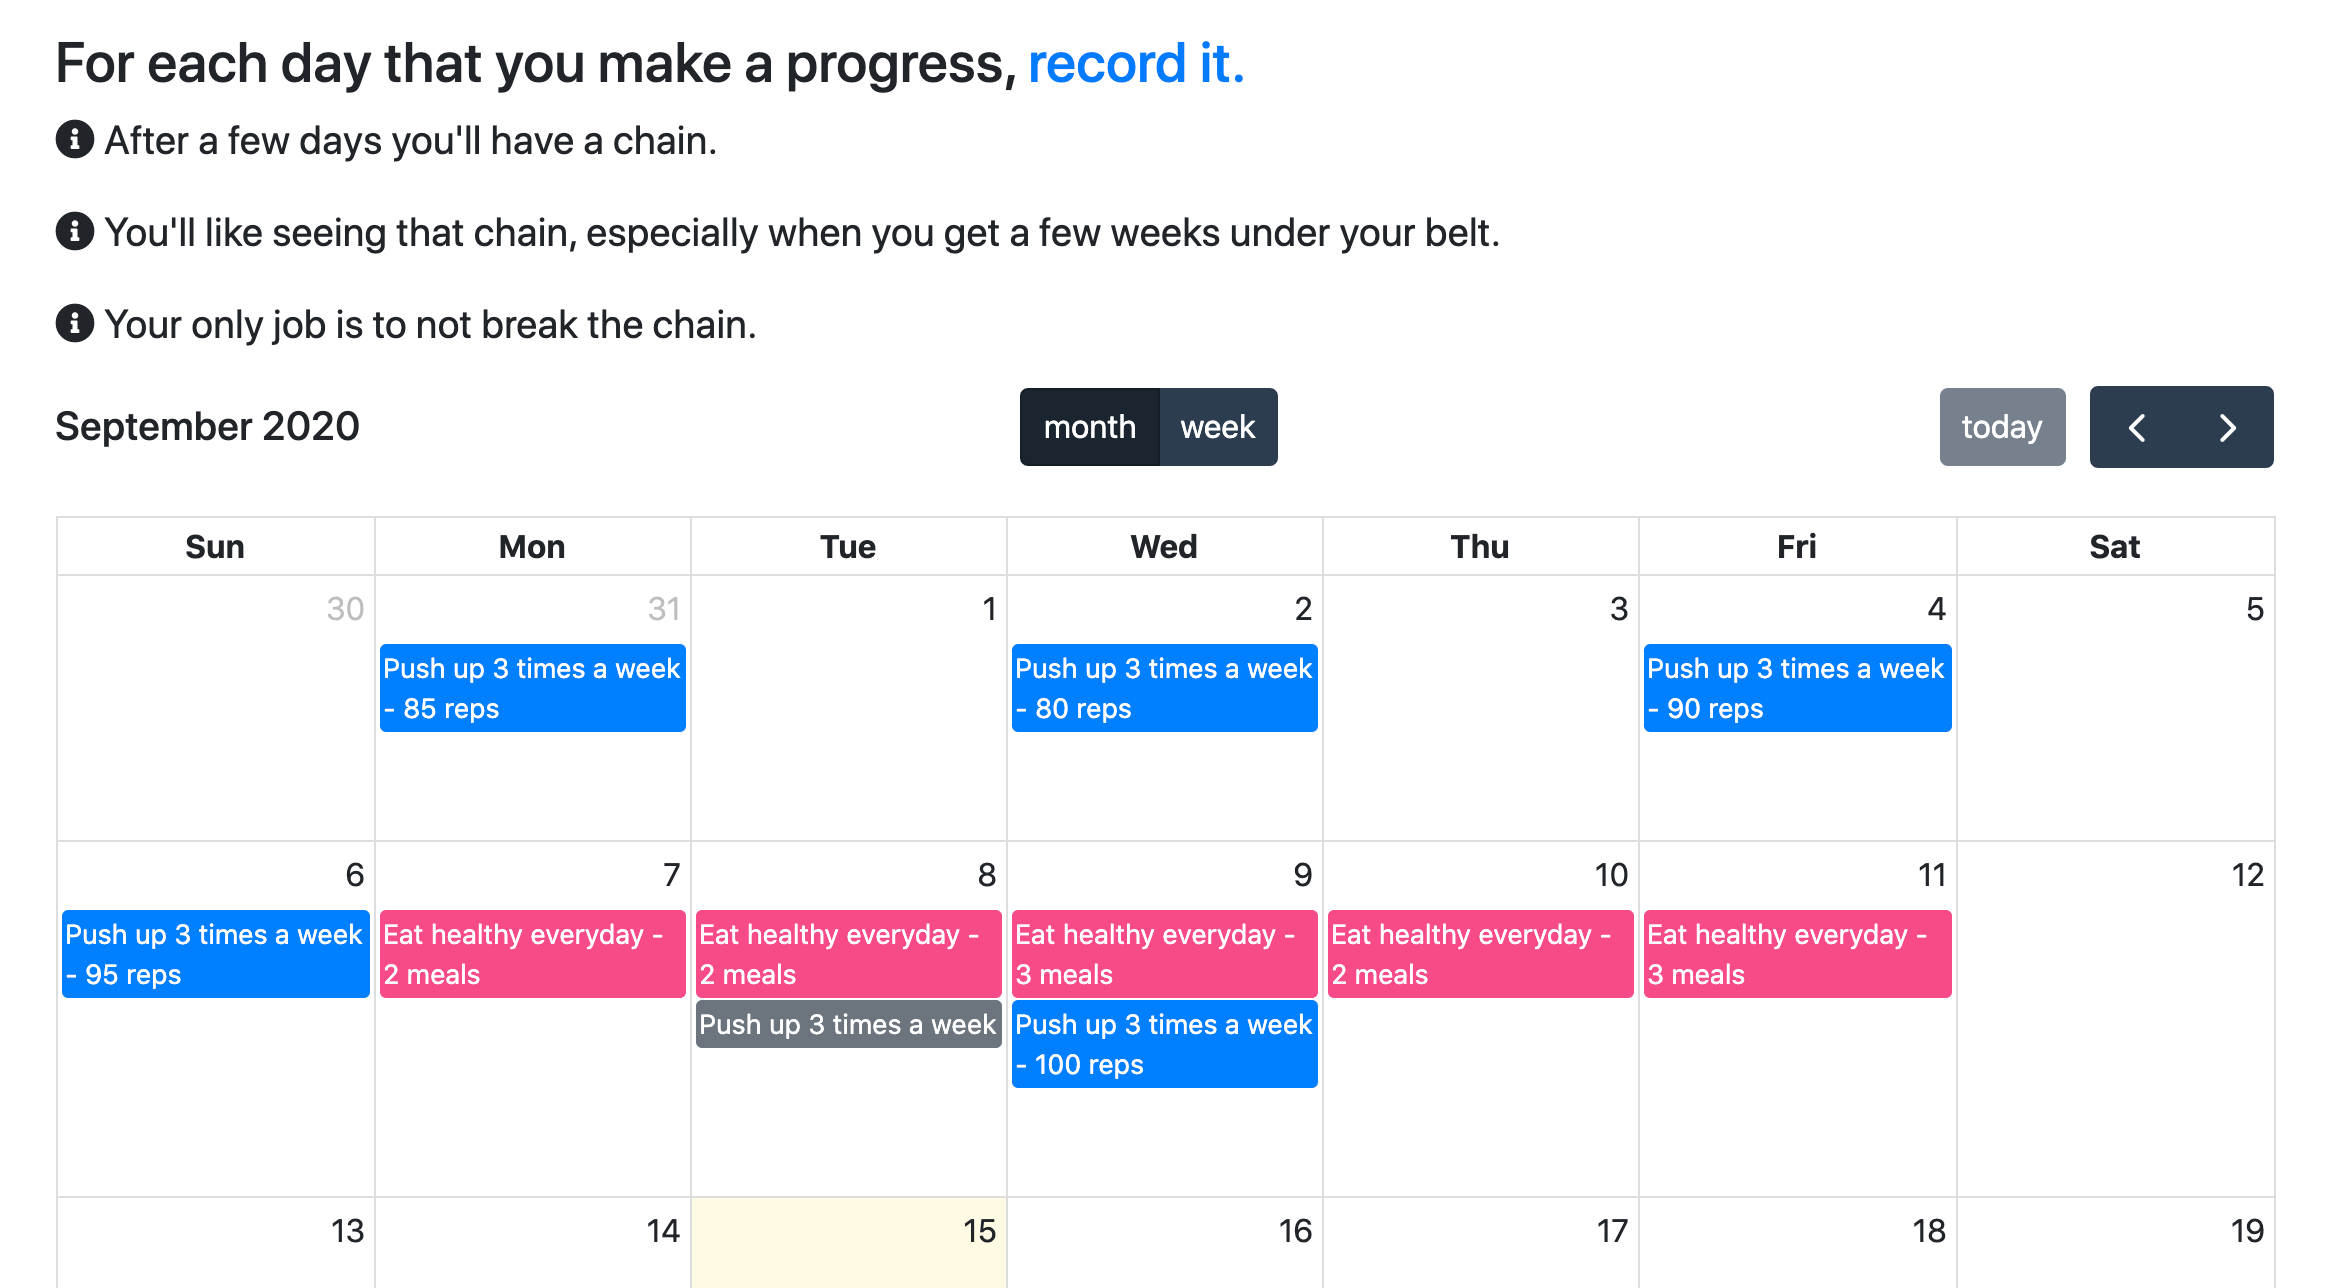 For each day that you make a progress, record it.
After a few days you'll have a chain.
You'll like seeing that chain, especially when you get a few weeks under your belt.
Your only job is to not break the chain.
September 2020
month week
today
Sun Mon Tue Wed Thu Fri Sat
30 31 1 2 3 4 5
Push up 3 times a week
- 85 reps
Push up 3 times a week
- 80 reps
Push up 3 times a week
- 90 reps
6 7 8 9 10 11 12
Push up 3 times a week
- 95 reps
Eat healthy everyday -
2 meals
Eat healthy everyday -
2 meals
Push up 3 times a week
Eat healthy everyday -
3 meals
Push up 3 times a week
- 100 reps
Eat healthy everyday -
2 meals
Eat healthy everyday -
3 meals
13 14 15 16 17 18 19